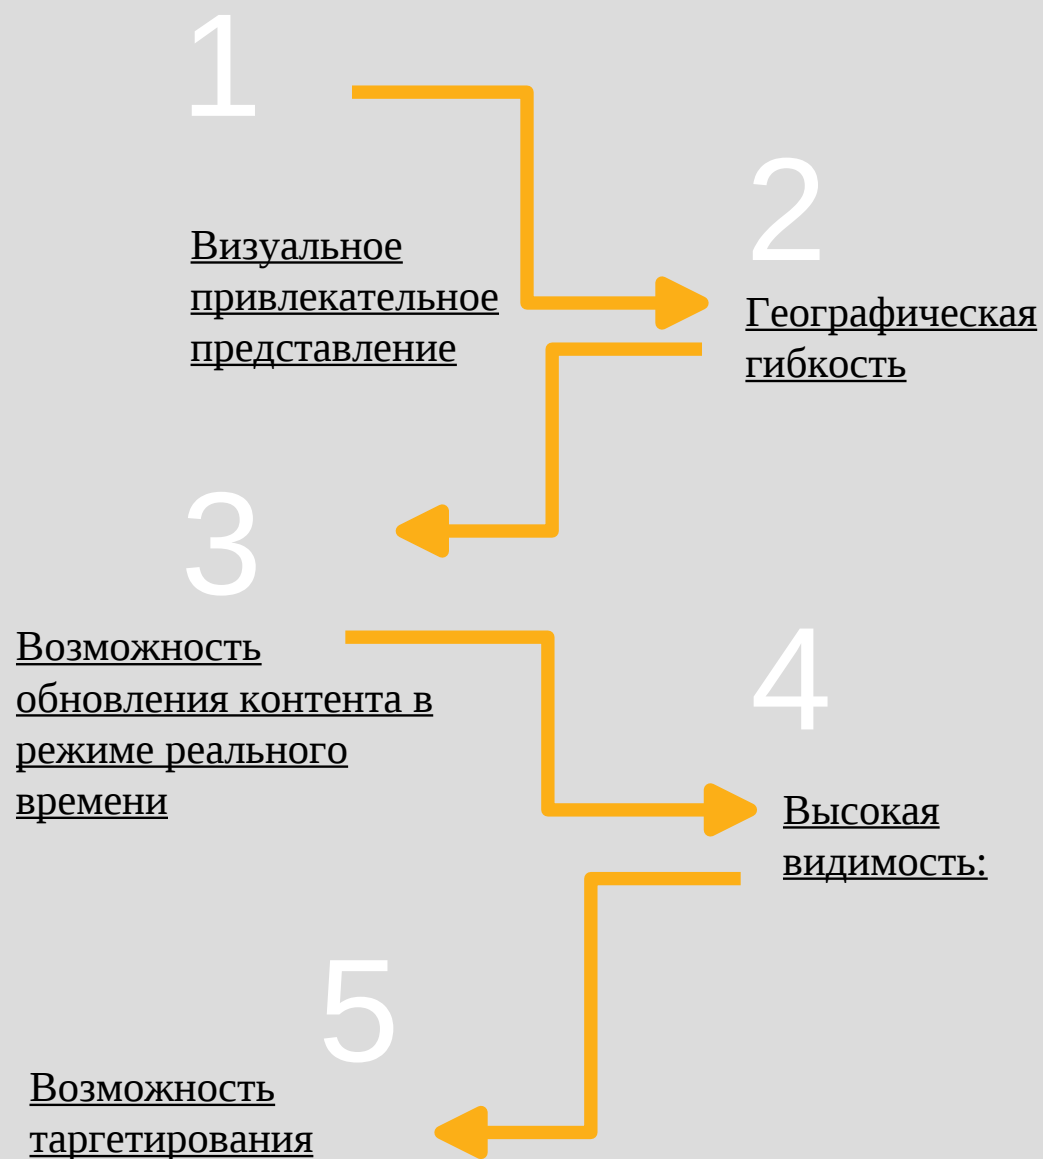 1
Визуальное
привлекательное
представление
2
Географическая
гибкость
3
Возможность
обновления контента в
режиме реального
времени
4
Высокая
видимость:
5
Возможность
таргетирования